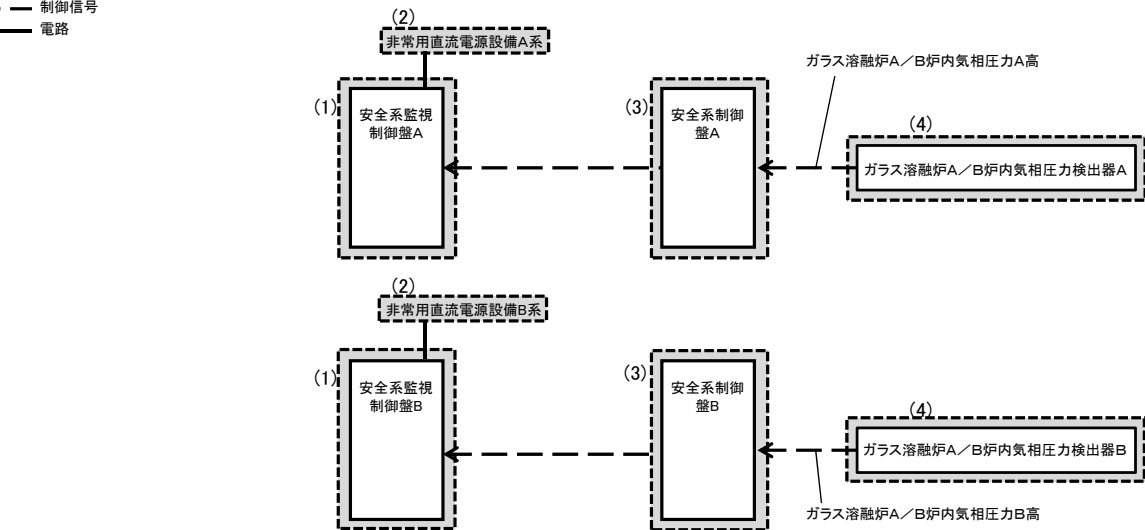 制御信号
電路
(2)
非常用直流電源設備A系
(1)
安全系監視
制御盤A
(3)
安全系制御
盤A
ガラス溶融炉A／B炉内気相圧力A高
(4)
ガラス溶融炉A／B炉内気相圧力検出器A
(2)
非常用直流電源設備B系
(1)
安全系監視
制御盤B
(3)
安全系制御
盤B
(4)
ガラス溶融炉A／B炉内気相圧力検出器B
ガラス溶融炉A／B炉内気相圧力B高